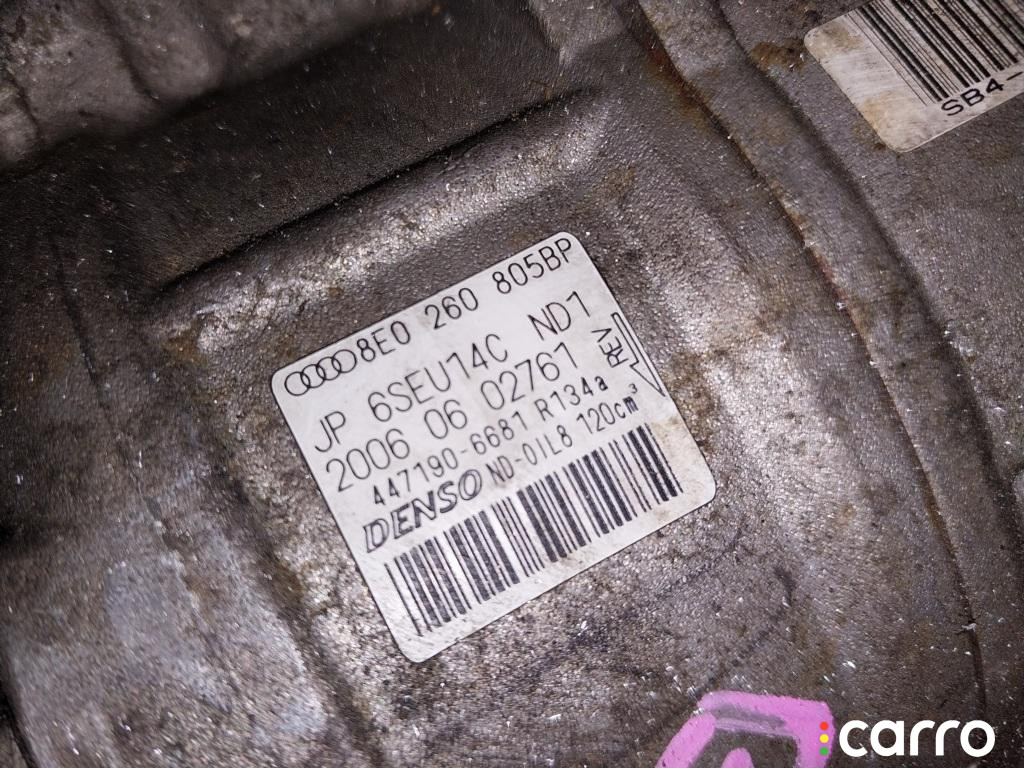 SB4-
8E0 260 805BP
JP 6SEU14C ND1
2006 06 02761 REV
447190-6681 R134a
DENSO ND-OIL8 120cm³
carro